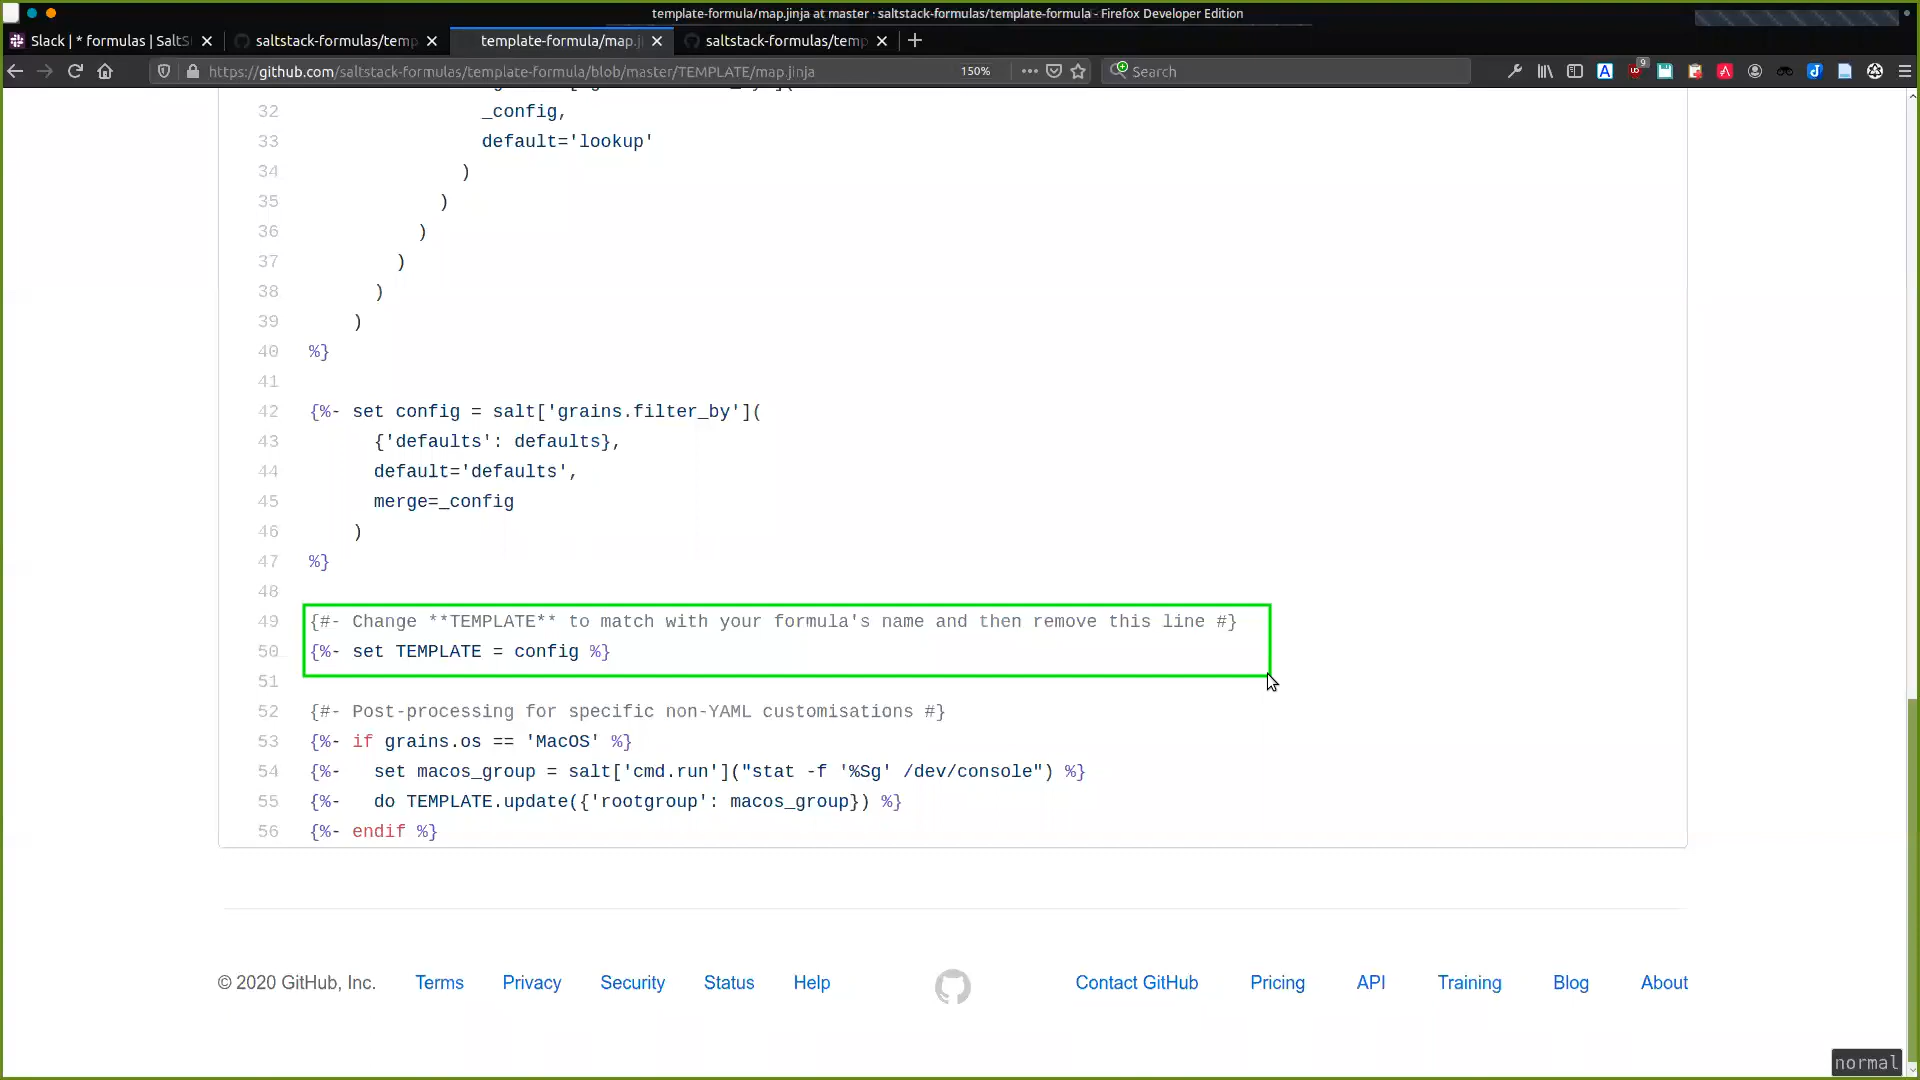 template-formula/map.jinja at master · saltstack-formulas/template-formula - Firefox Developer Edition
Slack | * formulas | SaltS
saltstack-formulas/temp
template-formula/map.j
saltstack-formulas/temp
https://github.com/saltstack-formulas/template-formula/blob/master/TEMPLATE/map.jinja
150%
Search
9
32 _config,
33 default='lookup'
34 )
35 )
36 )
37 )
38 )
39 )
40 %}
41
42 {%- set config = salt['grains.filter_by'](
43 {'defaults': defaults},
44 default='defaults',
45 merge=_config
46 )
47 %}
48
49 {#- Change **TEMPLATE** to match with your formula's name and then remove this line #}
50 {%- set TEMPLATE = config %}
51
52 {#- Post-processing for specific non-YAML customisations #}
53 {%- if grains.os == 'MacOS' %}
54 {%- set macos_group = salt['cmd.run']("stat -f '%Sg' /dev/console") %}
55 {%- do TEMPLATE.update({'rootgroup': macos_group}) %}
56 {%- endif %}
© 2020 GitHub, Inc. Terms Privacy Security Status Help Contact GitHub Pricing API Training Blog About
normal